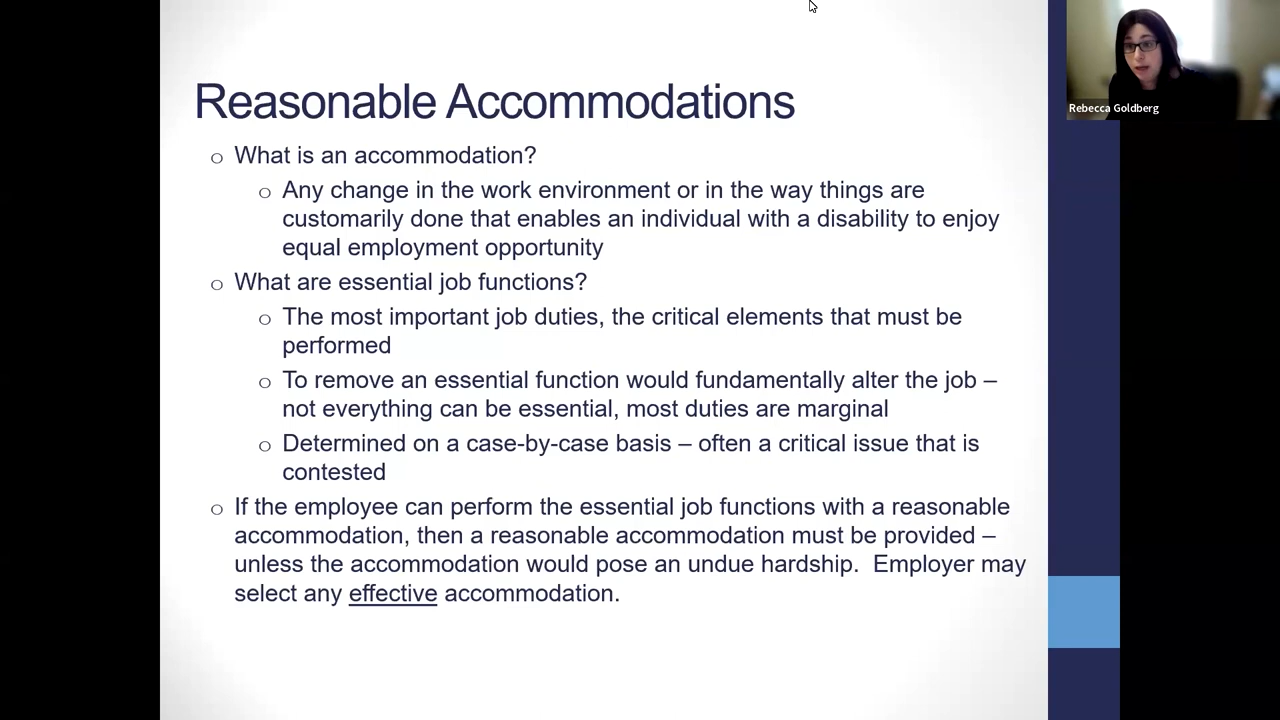 Reasonable Accommodations
Rebecca Goldberg
o What is an accommodation?
o Any change in the work environment or in the way things are
customarily done that enables an individual with a disability to enjoy
equal employment opportunity
o What are essential job functions?
o The most important job duties, the critical elements that must be
performed
o To remove an essential function would fundamentally alter the job –
not everything can be essential, most duties are marginal
o Determined on a case-by-case basis – often a critical issue that is
contested
o If the employee can perform the essential job functions with a reasonable
accommodation, then a reasonable accommodation must be provided –
unless the accommodation would pose an undue hardship.  Employer may
select any effective accommodation.